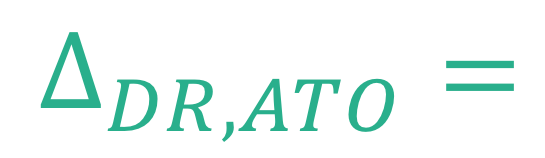 Δ_{DR,ATO} =